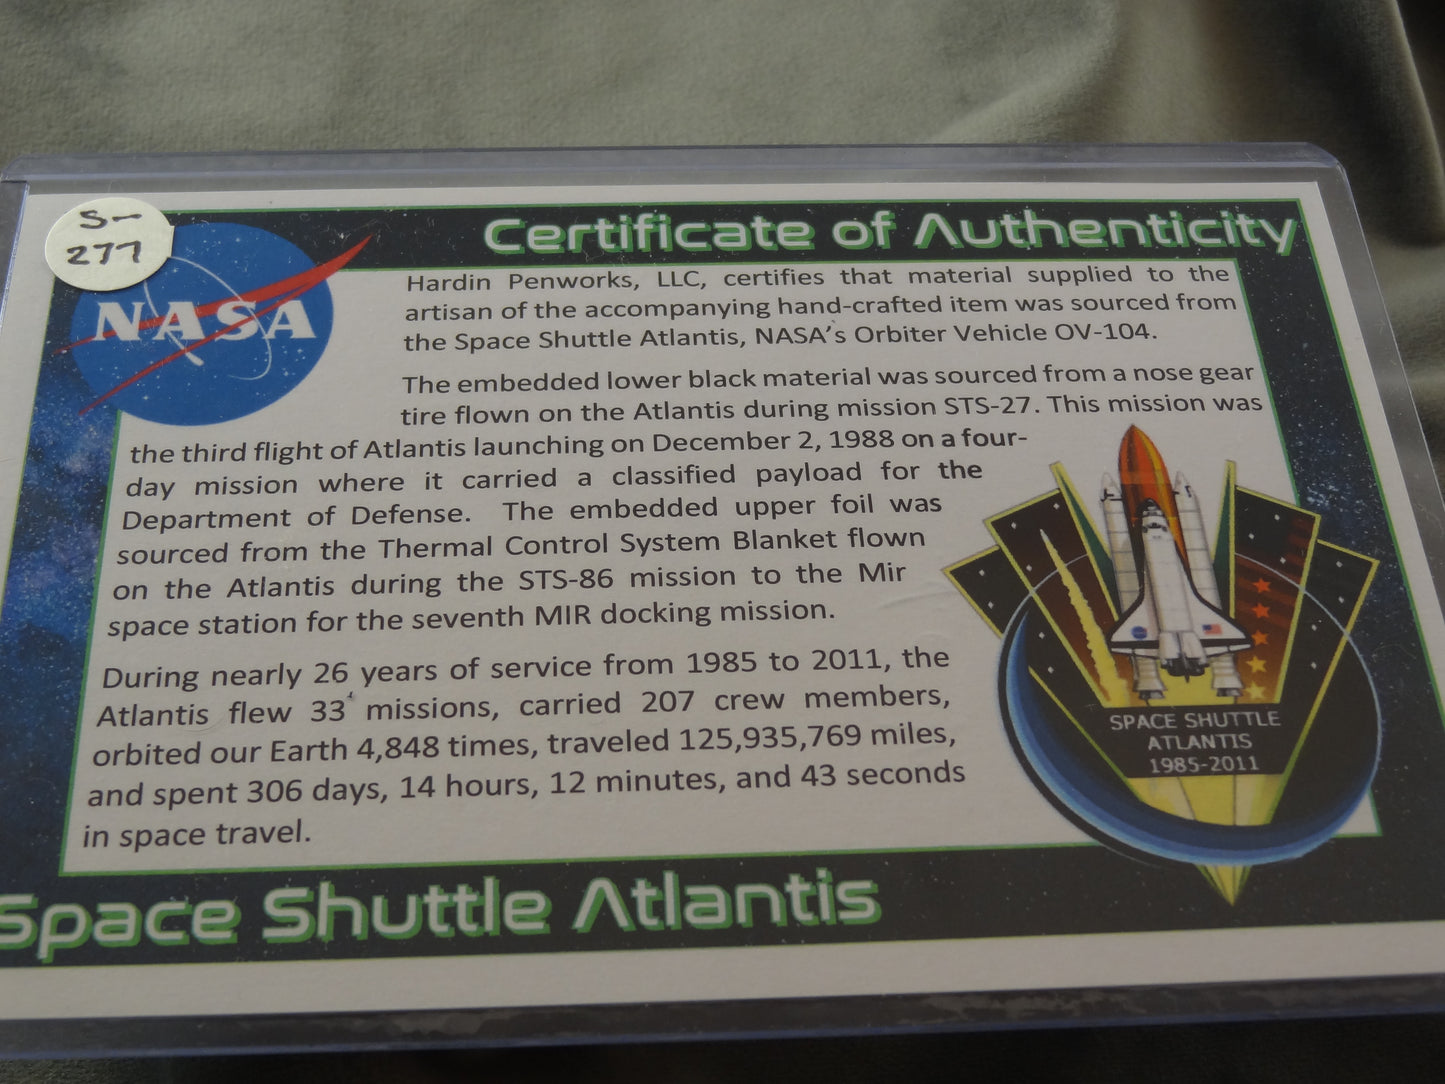 S-
277
NASA
Certificate of Authenticity
Hardin Penworks, LLC, certifies that material supplied to the
artisan of the accompanying hand-crafted item was sourced from
the Space Shuttle Atlantis, NASA's Orbiter Vehicle OV-104.
The embedded lower black material was sourced from a nose gear
tire flown on the Atlantis during mission STS-27. This mission was
the third flight of Atlantis launching on December 2, 1988 on a four-
day mission where it carried a classified payload for the
Department of Defense. The embedded upper foil was
sourced from the Thermal Control System Blanket flown
on the Atlantis during the STS-86 mission to the Mir
space station for the seventh MIR docking mission.
During nearly 26 years of service from 1985 to 2011, the
Atlantis flew 33 missions, carried 207 crew members,
orbited our Earth 4,848 times, traveled 125,935,769 miles,
and spent 306 days, 14 hours, 12 minutes, and 43 seconds
in space travel.
SPACE SHUTTLE
ATLANTIS
1985-2011
Space Shuttle Atlantis